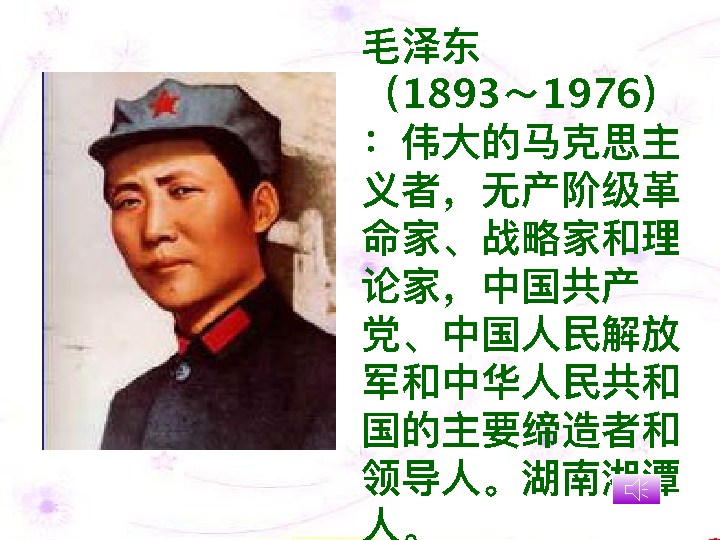 毛泽东
（1893～1976）
：伟大的马克思主
义者，无产阶级革
命家、战略家和理
论家，中国共产
党、中国人民解放
军和中华人民共和
国的主要缔造者和
领导人。湖南湘潭
人。